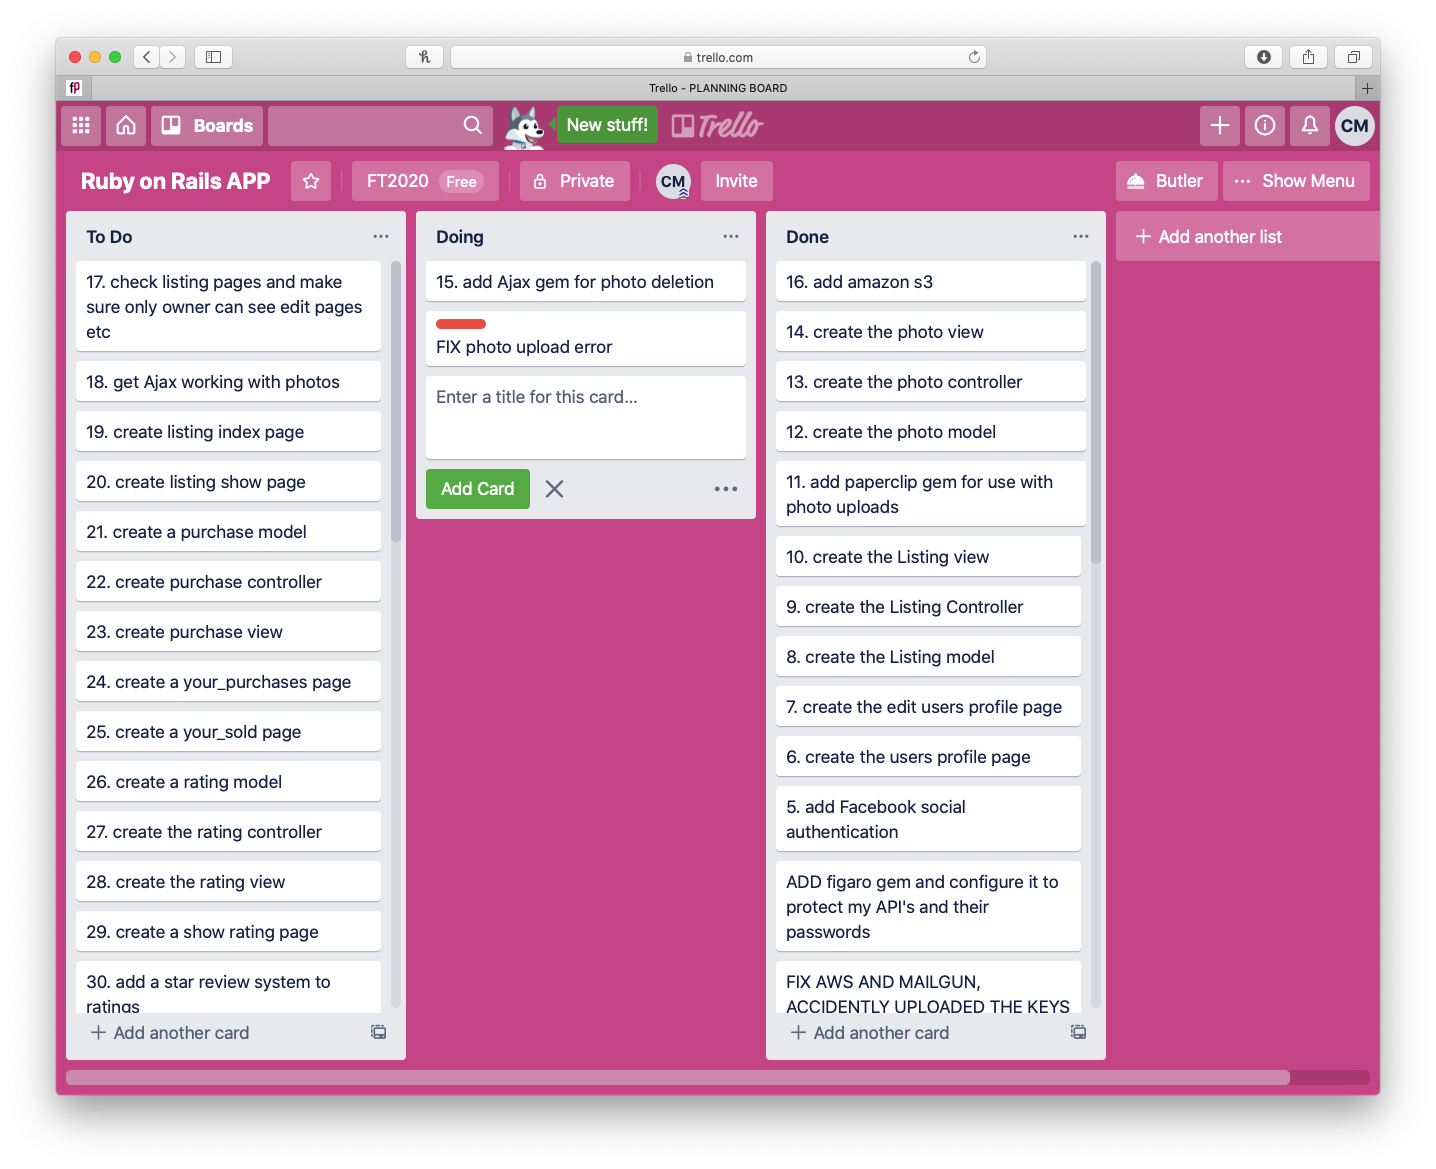 trello.com
Trello - PLANNING BOARD
fp
Boards
New stuff!
Trello
CM
Ruby on Rails APP
FT2020 Free
Private
CM
Invite
Butler
Show Menu
To Do
17. check listing pages and make
sure only owner can see edit pages
etc
18. get Ajax working with photos
19. create listing index page
20. create listing show page
21. create a purchase model
22. create purchase controller
23. create purchase view
24. create a your_purchases page
25. create a your_sold page
26. create a rating model
27. create the rating controller
28. create the rating view
29. create a show rating page
30. add a star review system to
ratings
+ Add another card
Doing
15. add Ajax gem for photo deletion
FIX photo upload error
Enter a title for this card...
Add Card
Done
16. add amazon s3
14. create the photo view
13. create the photo controller
12. create the photo model
11. add paperclip gem for use with
photo uploads
10. create the Listing view
9. create the Listing Controller
8. create the Listing model
7. create the edit users profile page
6. create the users profile page
5. add Facebook social
authentication
ADD figaro gem and configure it to
protect my API's and their
passwords
FIX AWS AND MAILGUN,
ACCIDENTLY UPLOADED THE KEYS
+ Add another card
+ Add another list